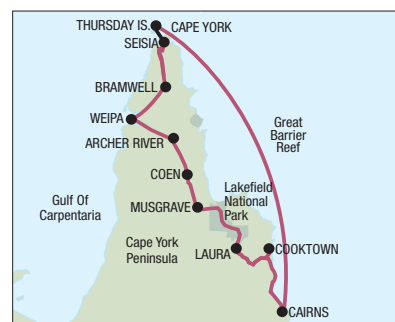 THURSDAY IS.
CAPE YORK
SEISIA
BRAMWELL
WEIPA
Great
Barrier
Reef
ARCHER RIVER
COEN
Lakefield
National
Park
Gulf Of
Carpentaria
MUSGRAVE
Cape York
Peninsula
LAURA
COOKTOWN
CAIRNS